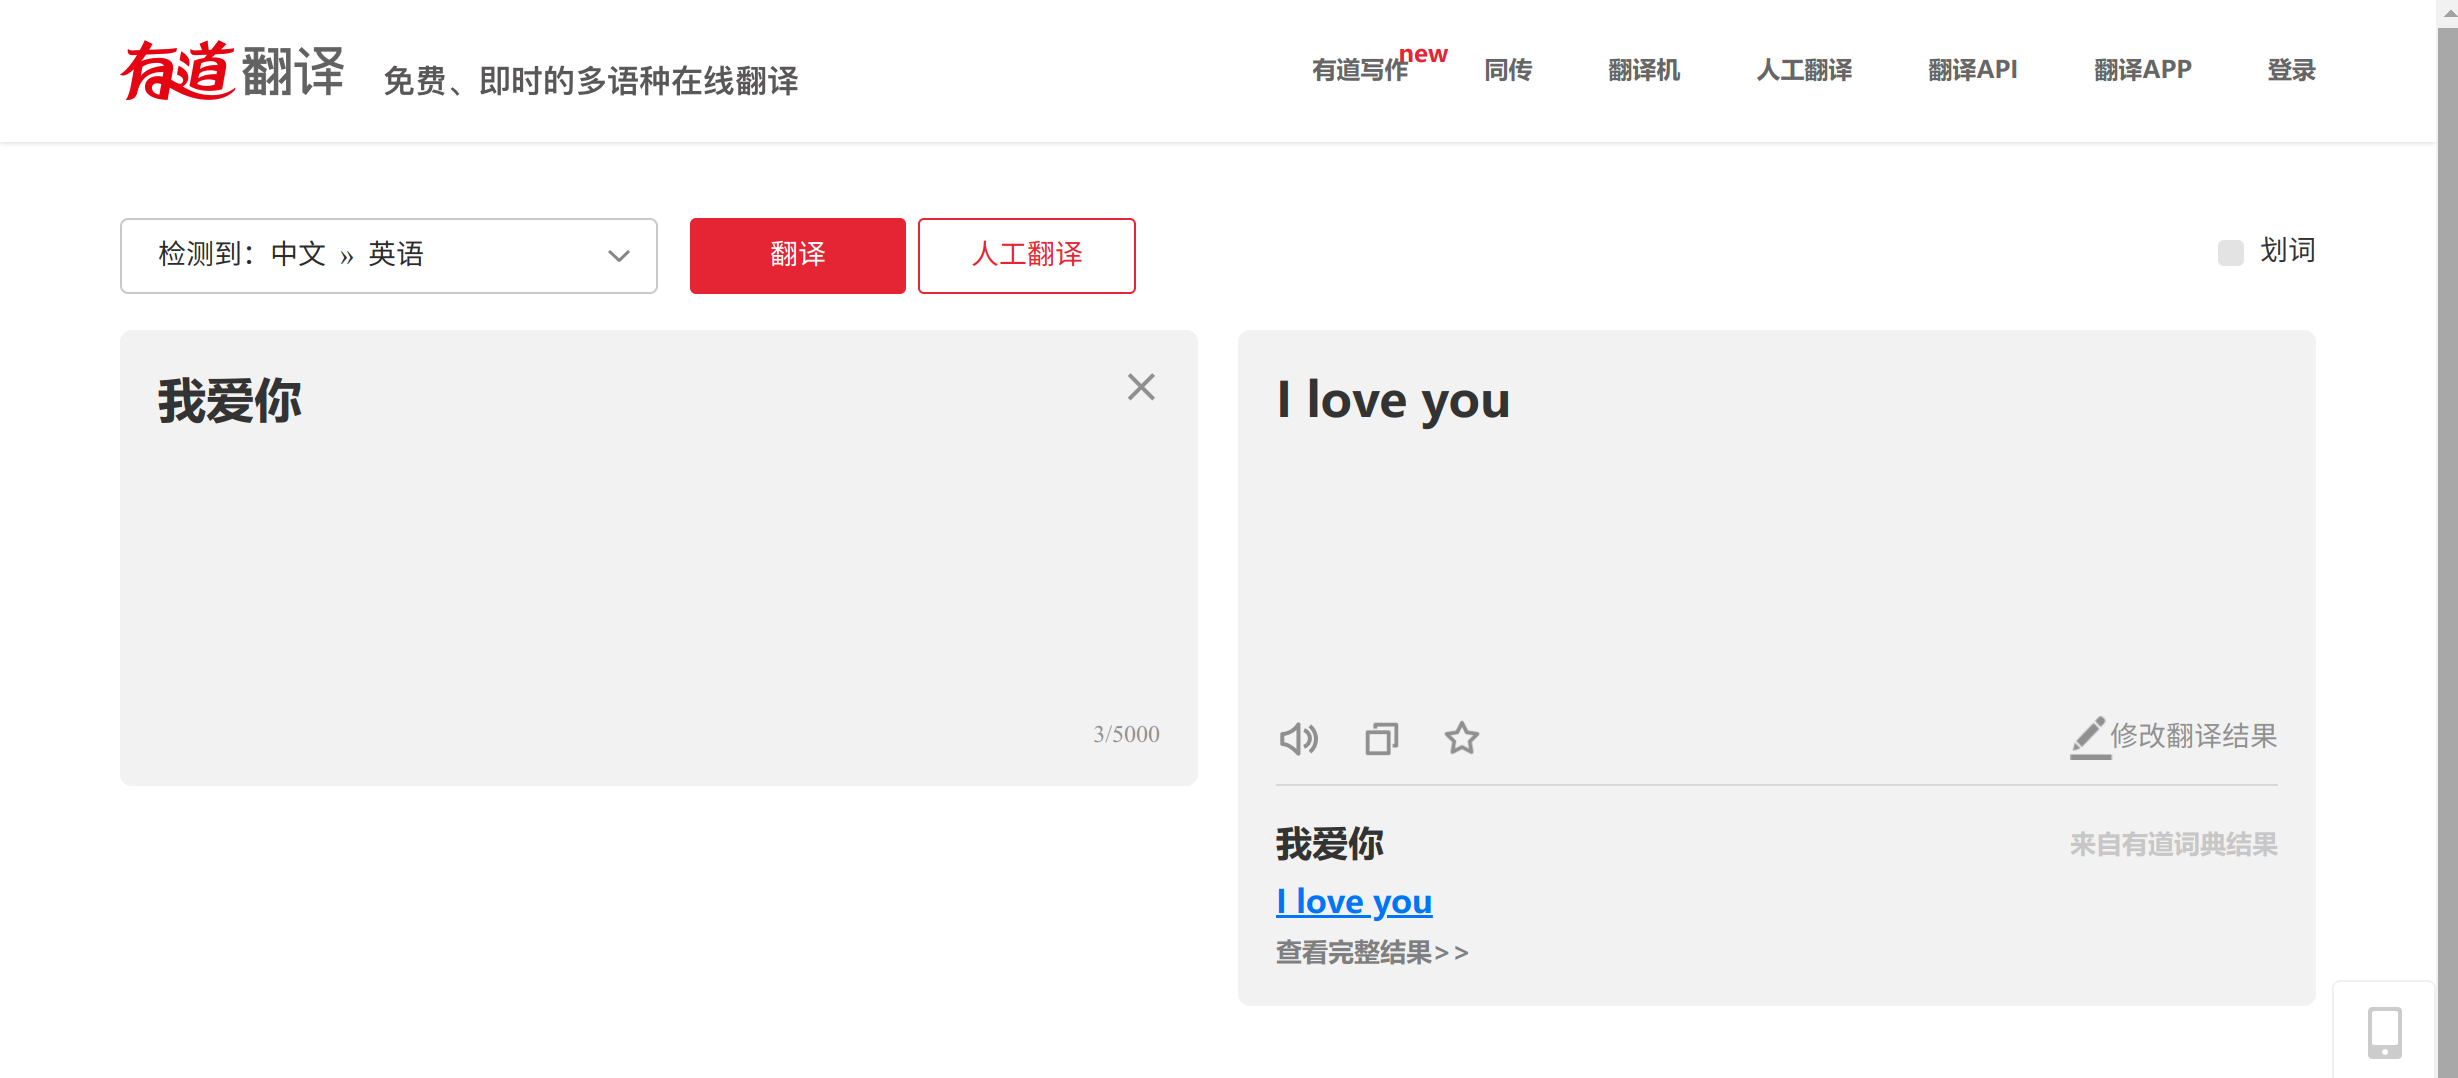 有道翻译 免费、即时的多语种在线翻译 有道写作 new 同传 翻译机 人工翻译 翻译API 翻译APP 登录
检测到：中文 » 英语 翻译 人工翻译 划词
我爱你
3/5000
I love you
修改翻译结果
我爱你 来自有道词典结果
I love you
查看完整结果>>